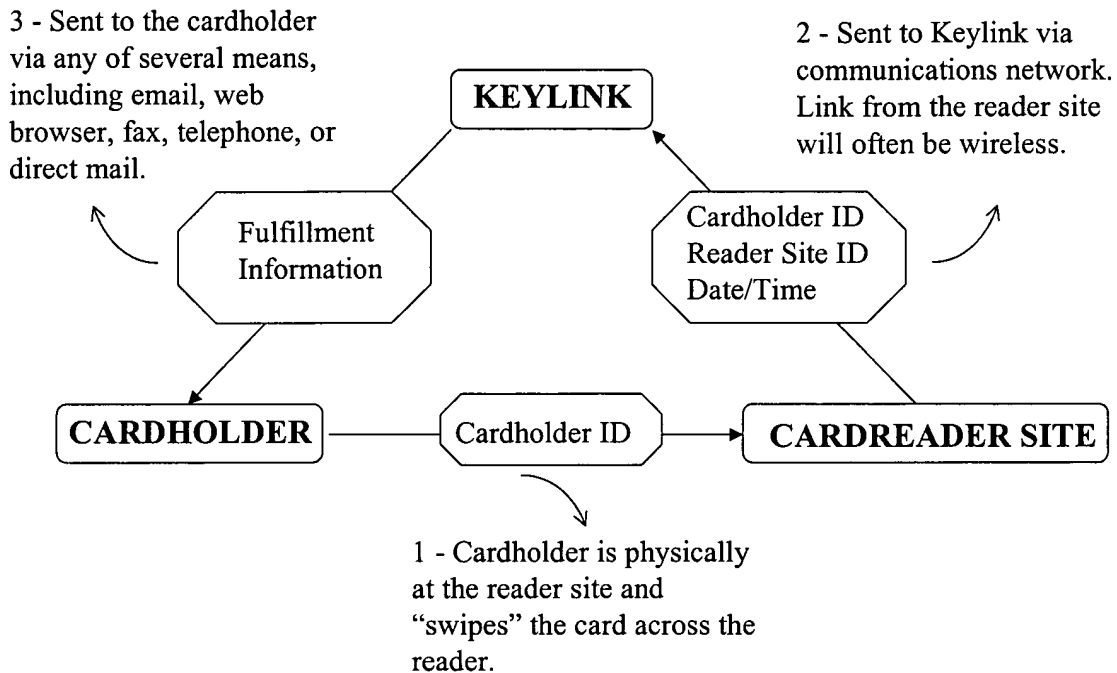 3 - Sent to the cardholder
via any of several means,
including email, web
browser, fax, telephone, or
direct mail.
KEYLINK
2 - Sent to Keylink via
communications network.
Link from the reader site
will often be wireless.
Fulfillment
Information
Cardholder ID
Reader Site ID
Date/Time
CARDHOLDER
Cardholder ID
CARDREADER SITE
1 - Cardholder is physically
at the reader site and
“swipes” the card across the
reader.